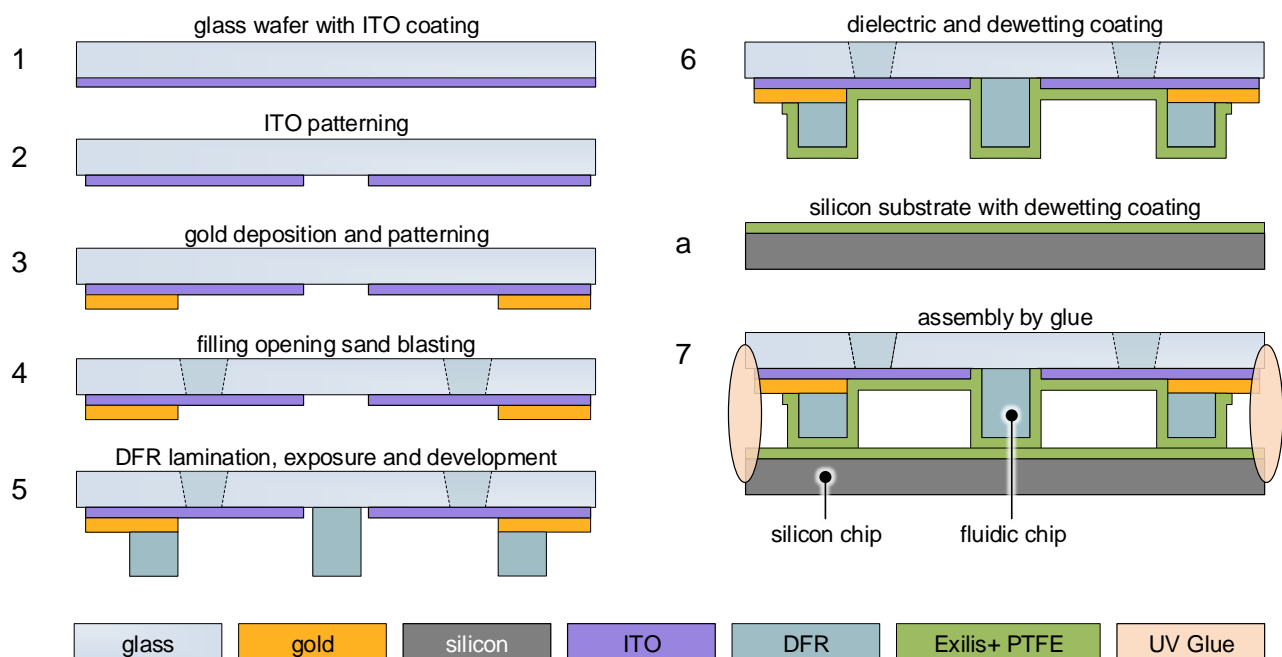 glass wafer with ITO coating
1
ITO patterning
2
gold deposition and patterning
3
filling opening sand blasting
4
DFR lamination, exposure and development
5
dielectric and dewetting coating
6
silicon substrate with dewetting coating
a
assembly by glue
7
silicon chip fluidic chip
glass gold silicon ITO DFR Exilis+ PTFE UV Glue